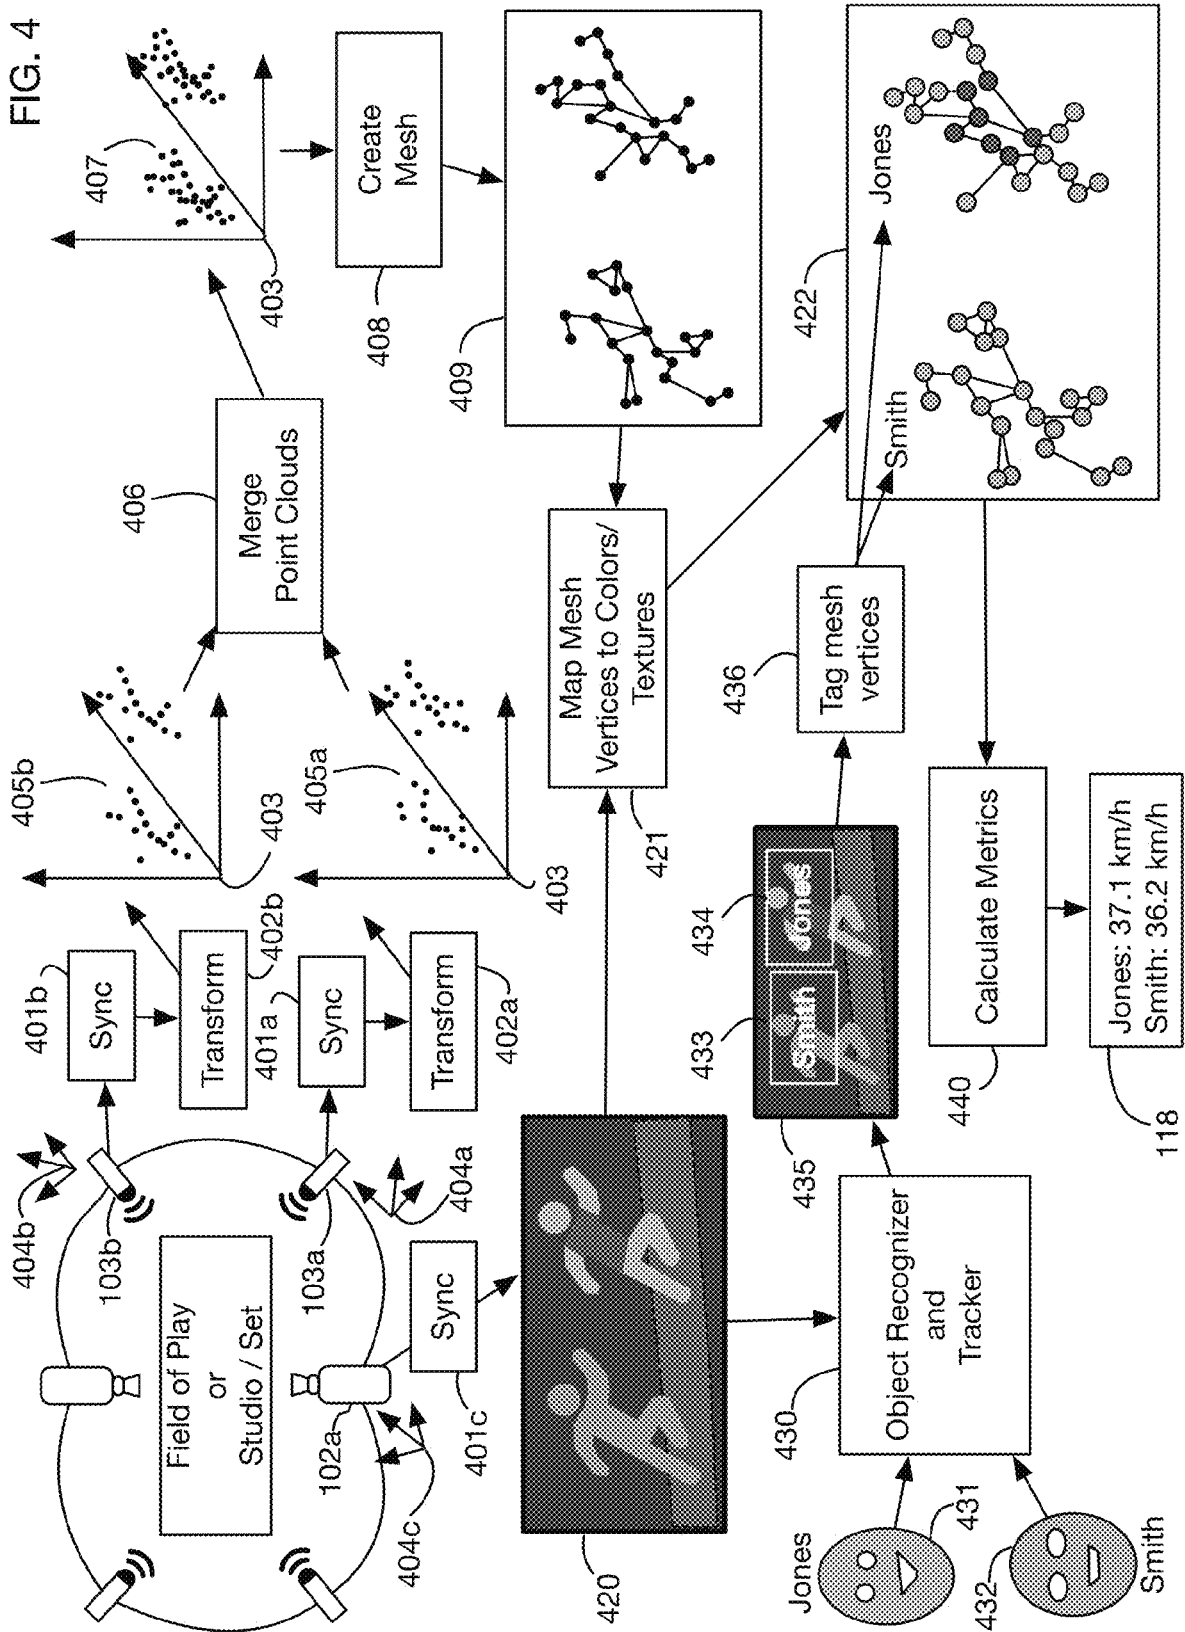 FIG. 4
404b
103b
401b
Sync
Transform
402b
405b
403
406
Merge
Point Clouds
407
403
Field of Play
or
Studio / Set
103a
404a
401a
Sync
Transform
402a
405a
403
408
Create
Mesh
102a
404c
Sync
401c
409
420
421
Map Mesh
Vertices to Colors/
Textures
Jones
431
432
Smith
430
Object Recognizer
and
Tracker
435
433
434
Smith
Jones
436
Tag mesh
vertices
422
Smith
Jones
440
Calculate Metrics
118
Jones: 37.1 km/h
Smith: 36.2 km/h